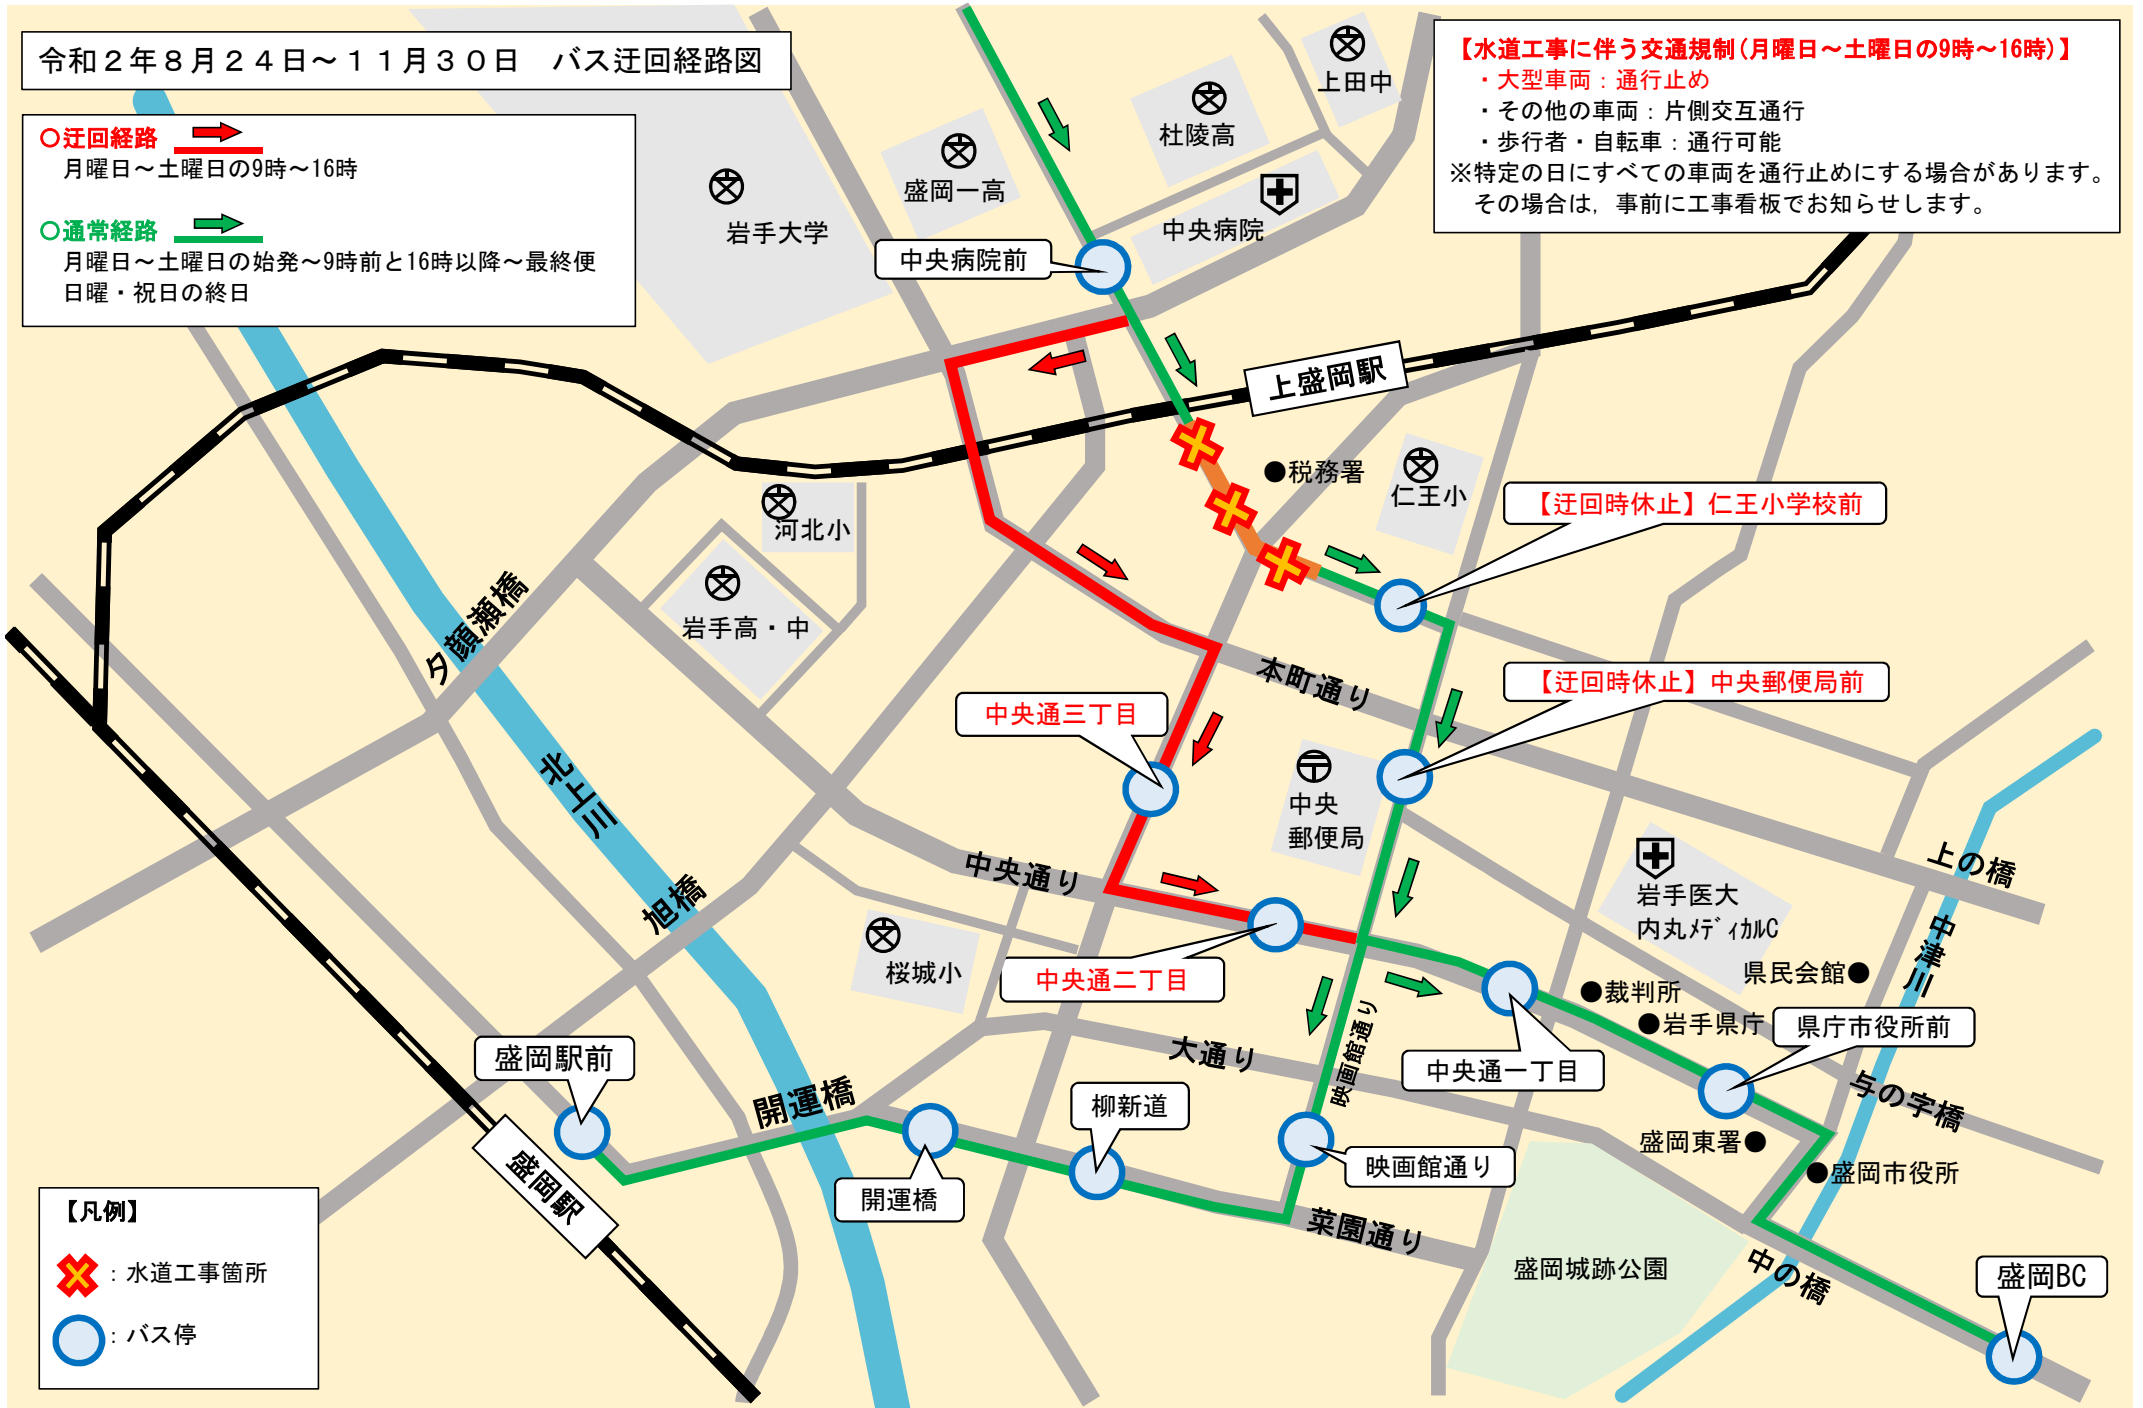 令和２年８月２４日～１１月３０日　バス迂回経路図
【水道工事に伴う交通規制(月曜日～土曜日の9時～16時)】
・大型車両：通行止め
・その他の車両：片側交互通行
・歩行者・自転車：通行可能
※特定の日にすべての車両を通行止めにする場合があります。
その場合は，事前に工事看板でお知らせします。
○迂回経路
月曜日～土曜日の9時～16時
○通常経路
月曜日～土曜日の始発～9時前と16時以降～最終便
日曜・祝日の終日
上田中
杜陵高
盛岡一高
岩手大学
中央病院
中央病院前
上盛岡駅
●税務署
仁王小
【迂回時休止】仁王小学校前
河北小
岩手高・中
夕顔瀬橋
本町通り
【迂回時休止】中央郵便局前
中央通三丁目
北上川
中央
郵便局
上の橋
中央通り
旭橋
岩手医大
内丸ﾒﾃﾞｨｶﾙC
中津川
桜城小
中央通二丁目
県民会館●
●裁判所
●岩手県庁
県庁市役所前
映画館通り
大通り
盛岡駅前
中央通一丁目
開運橋
柳新道
与の字橋
盛岡東署●
映画館通り
●盛岡市役所
盛岡駅
開運橋
菜園通り
盛岡城跡公園
中の橋
盛岡BC
【凡例】
：水道工事箇所
：バス停